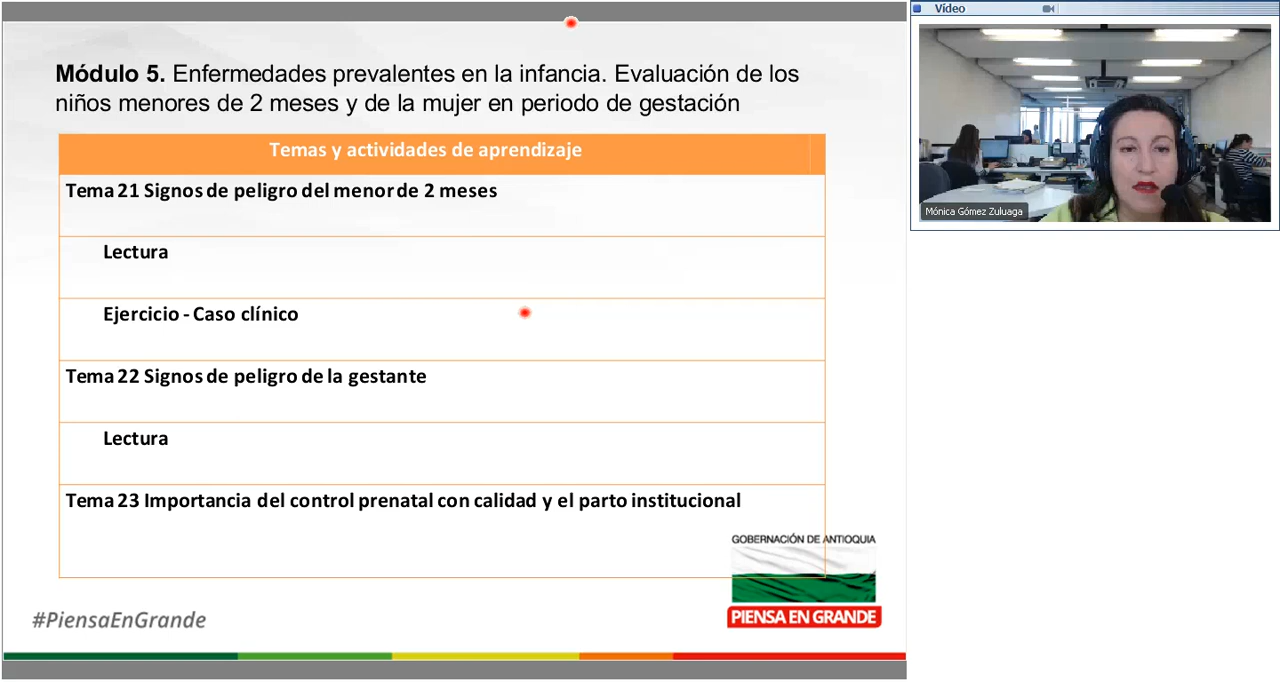 Módulo 5. Enfermedades prevalentes en la infancia. Evaluación de los
niños menores de 2 meses y de la mujer en periodo de gestación
Temas y actividades de aprendizaje
Tema 21 Signos de peligro del menor de 2 meses
Lectura
Ejercicio - Caso clínico
Tema 22 Signos de peligro de la gestante
Lectura
Tema 23 Importancia del control prenatal con calidad y el parto institucional
GOBERNACIÓN DE ANTIOQUIA
PIENSA EN GRANDE
#PiensaEnGrande
Vídeo
Mónica Gómez Zuluaga